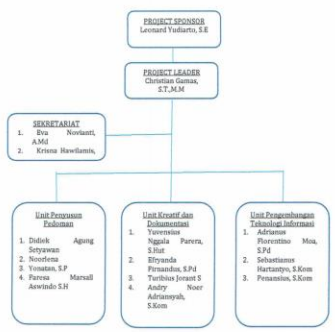 PROJECT SPONSOR
Leonard Yudiarto, S.E
PROJECT LEADER
Christian Gamas,
S.T.,M.M
SEKRETARIAT
1. Eva Novianti,
A.Md
2. Krisna Hawilamis,
Unit Penyusun
Pedoman
1. Didiek Agung
Setyawan
2. Noorlena
3. Yonatan, S.P
4. Paresa Marsall
Aswindo S.H
Unit Kreatif dan
Dokumentasi
1. Yuvensius
Nggala Parera,
S.Hut
2. Efiyanda
Firnandus, S.Pd
3. Turibius Jorant S
4. Andry Noer
Adriansyah,
S.Kom
Unit Pengembangan
Teknologi Informasi
1. Adrianus
Florentino Moa,
S.Pd
2. Sebastianus
Hartantyo, S.Kom
3. Penansius, S.Kom